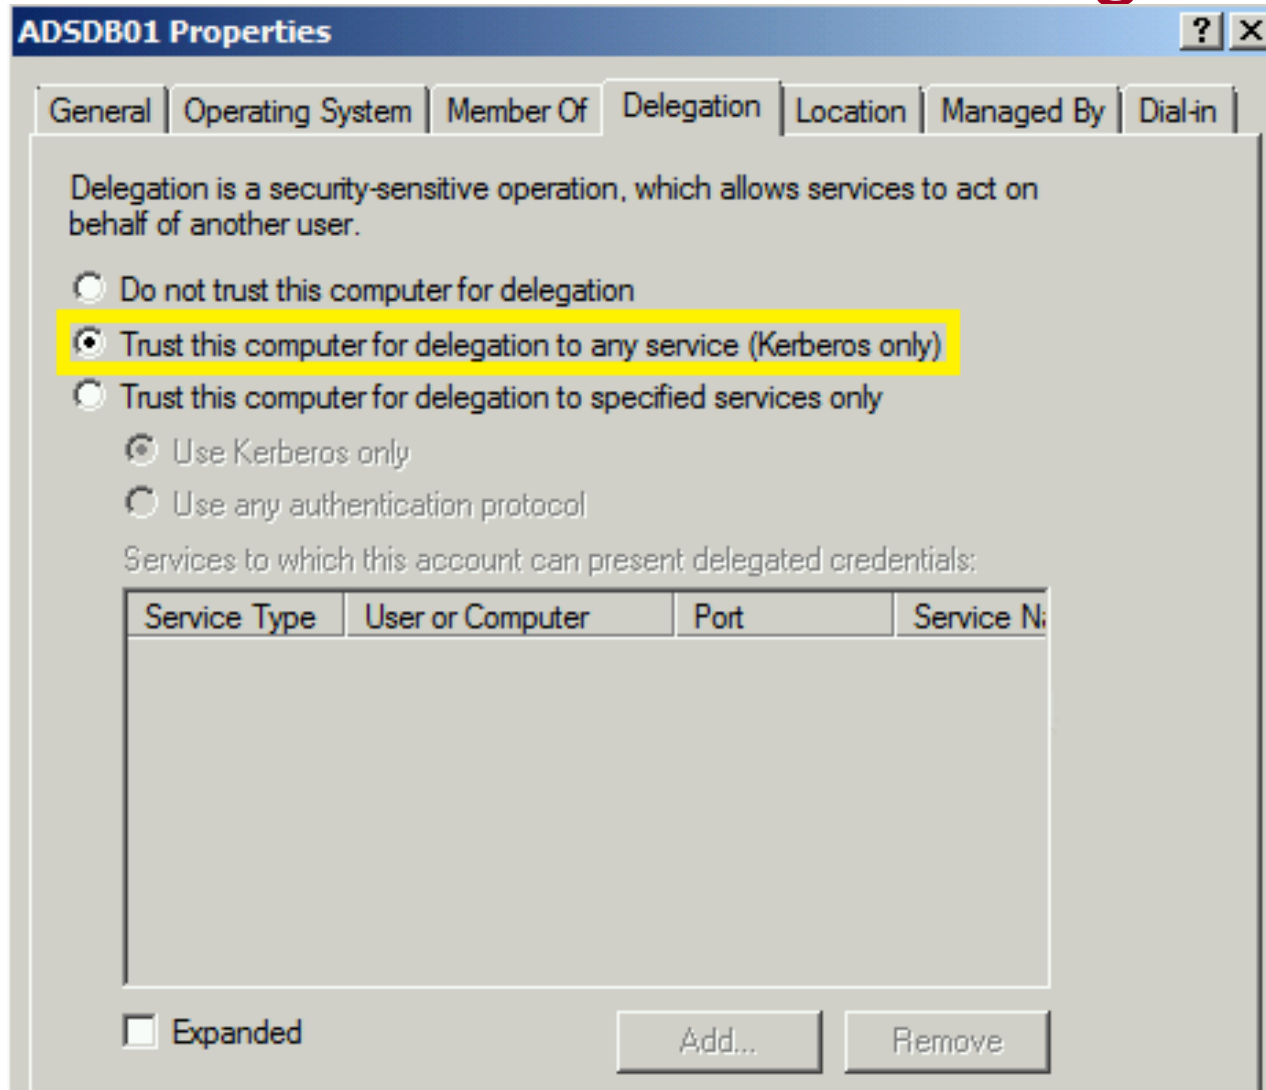 ADSDB01 Properties
General Operating System Member Of Delegation Location Managed By Dial-in
Delegation is a security-sensitive operation, which allows services to act on
behalf of another user.
Do not trust this computer for delegation
Trust this computer for delegation to any service (Kerberos only)
Trust this computer for delegation to specified services only
Use Kerberos only
Use any authentication protocol
Services to which this account can present delegated credentials:
Service Type User or Computer Port Service Na
Expanded Add... Remove